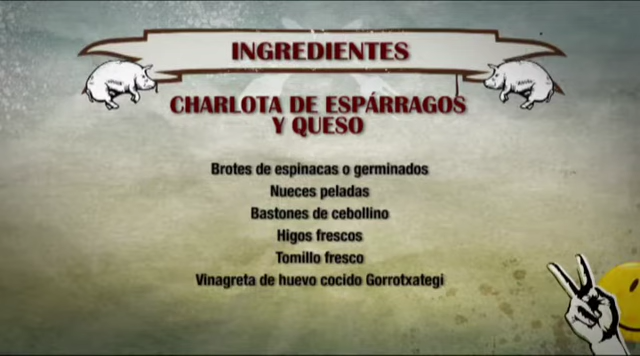 INGREDIENTES
CHARLOTA DE ESPÁRRAGOS
Y QUESO
Brotes de espinacas o germinados
Nueces peladas
Bastones de cebollino
Higos frescos
Tomillo fresco
Vinagreta de huevo cocido Gorrotxategi